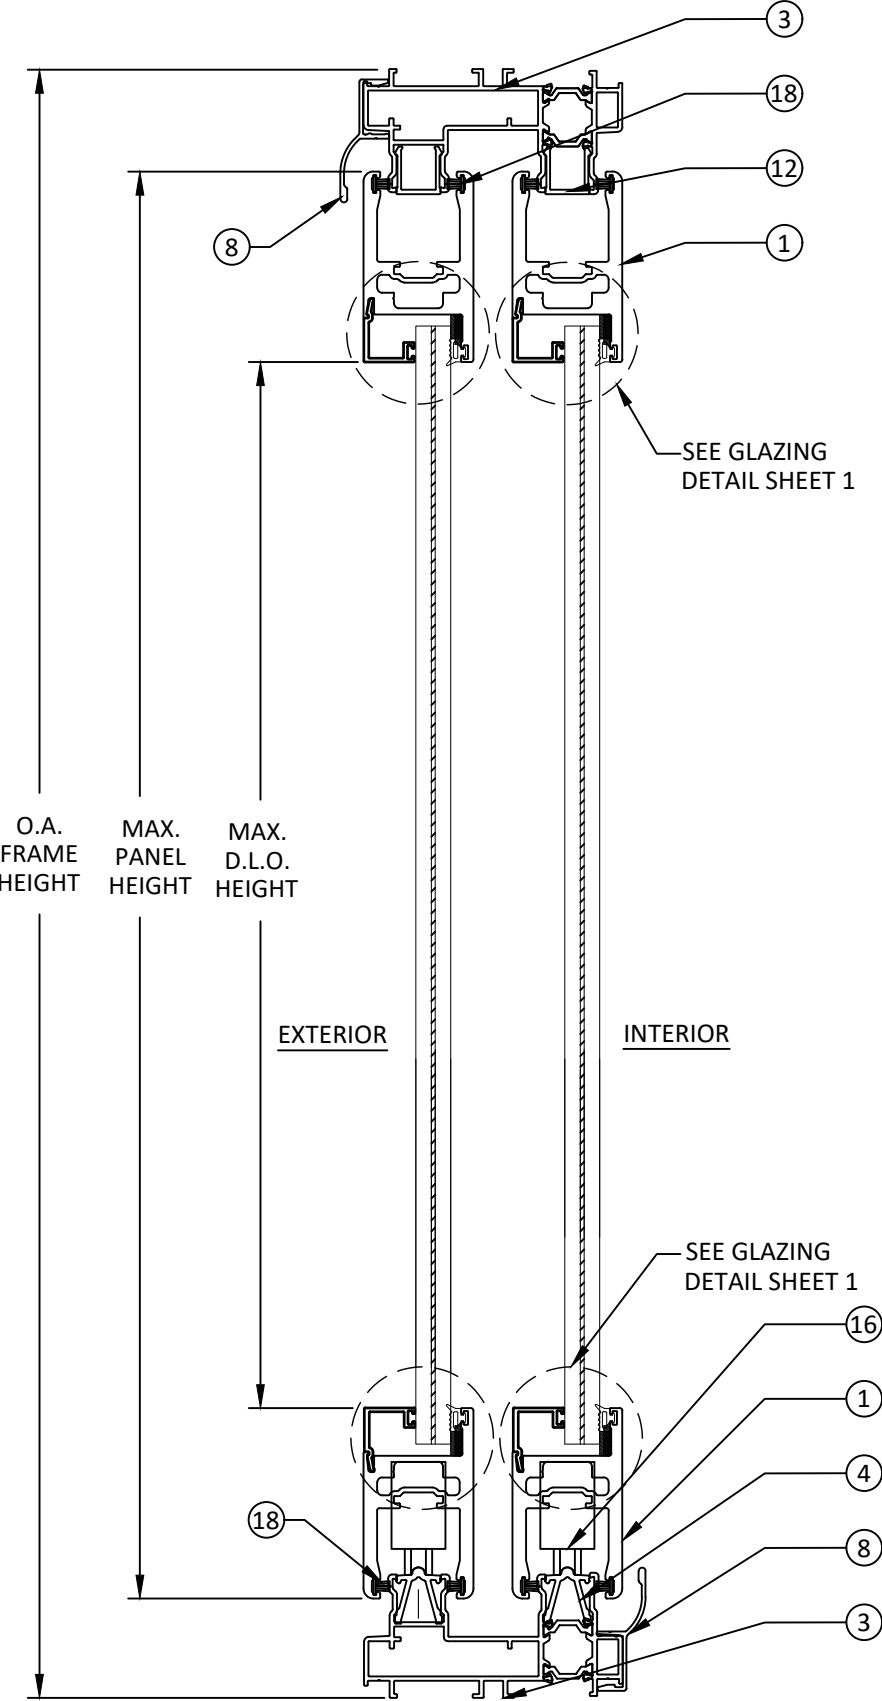 3
18
12
8
1
SEE GLAZING
DETAIL SHEET 1
O.A.
FRAME
HEIGHT
MAX.
PANEL
HEIGHT
MAX.
D.L.O.
HEIGHT
EXTERIOR
INTERIOR
SEE GLAZING
DETAIL SHEET 1
16
1
4
18
8
3